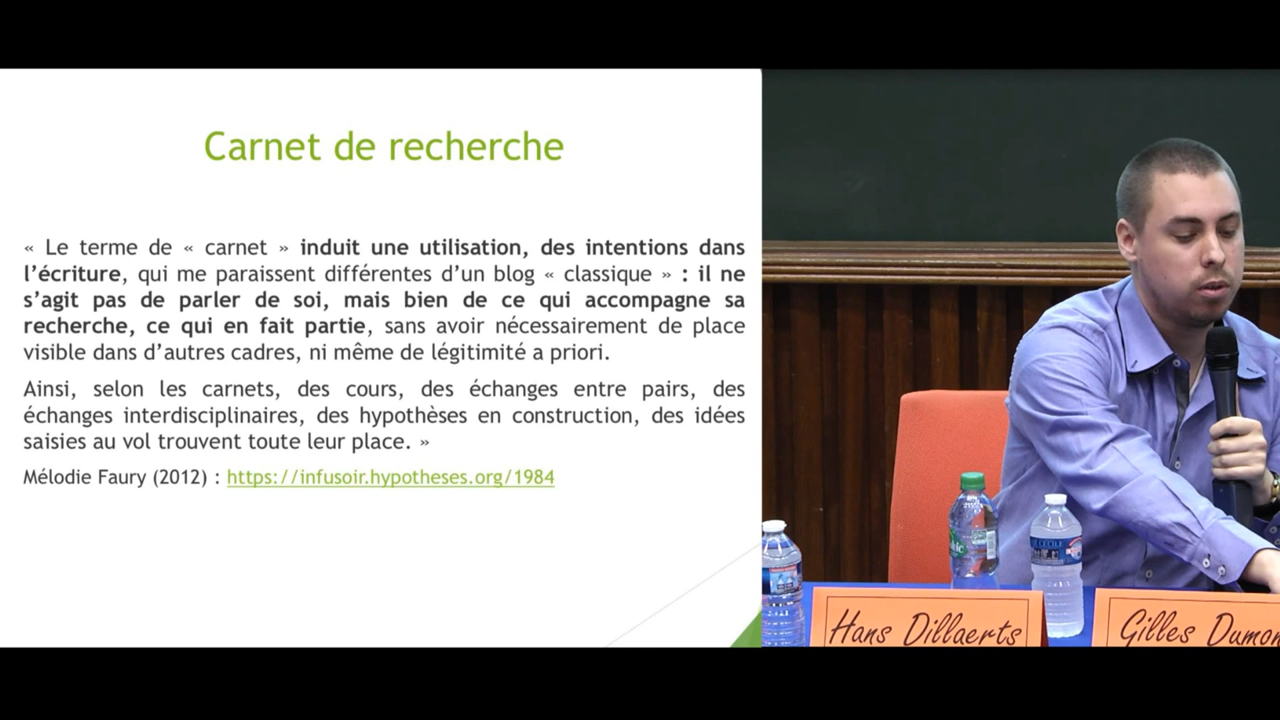 Carnet de recherche
« Le terme de « carnet » induit une utilisation, des intentions dans
l’écriture, qui me paraissent différentes d’un blog « classique » : il ne
s’agit pas de parler de soi, mais bien de ce qui accompagne sa
recherche, ce qui en fait partie, sans avoir nécessairement de place
visible dans d’autres cadres, ni même de légitimité a priori.
Ainsi, selon les carnets, des cours, des échanges entre pairs, des
échanges interdisciplinaires, des hypothèses en construction, des idées
saisies au vol trouvent toute leur place. »
Mélodie Faury (2012) : https://infusoir.hypotheses.org/1984
Hans Dillaerts
Gilles Dumon